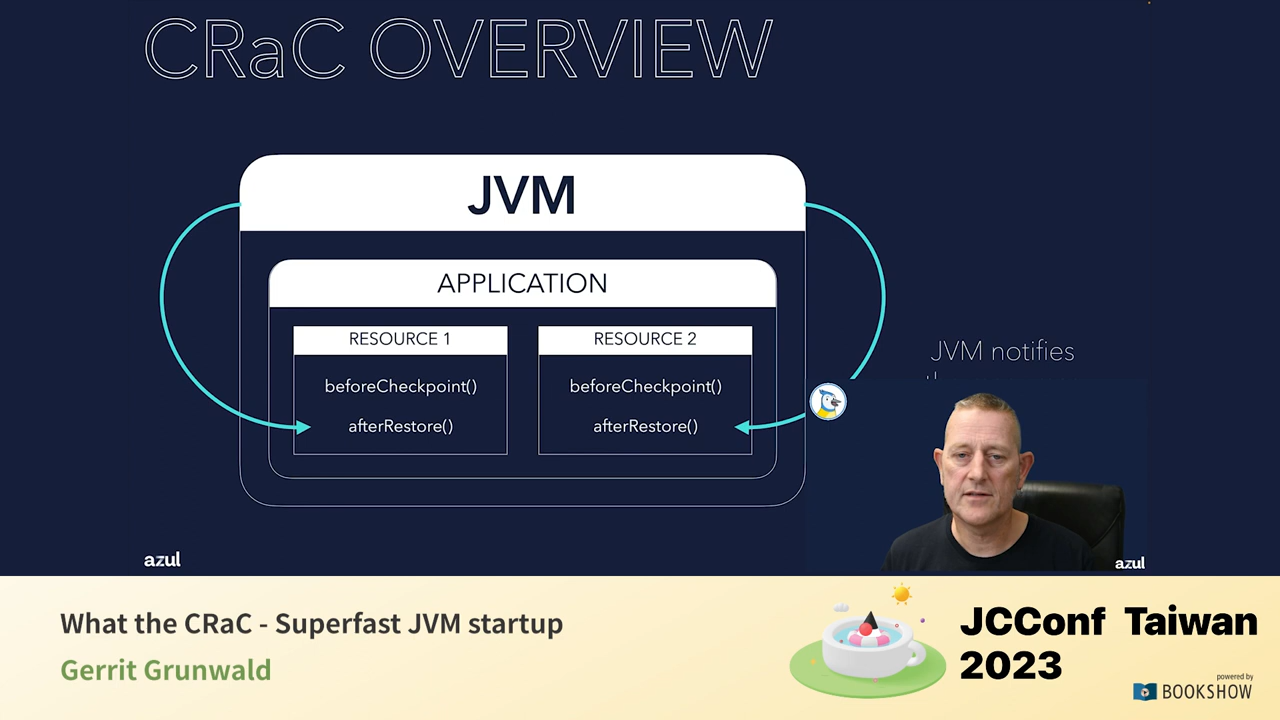 CRaC OVERVIEW
JVM
APPLICATION
RESOURCE 1
RESOURCE 2
beforeCheckpoint()
beforeCheckpoint()
afterRestore()
afterRestore()
JVM notifies
azul
azul
What the CRaC - Superfast JVM startup
Gerrit Grunwald
JCConf Taiwan
2023
powered by
BOOKSHOW